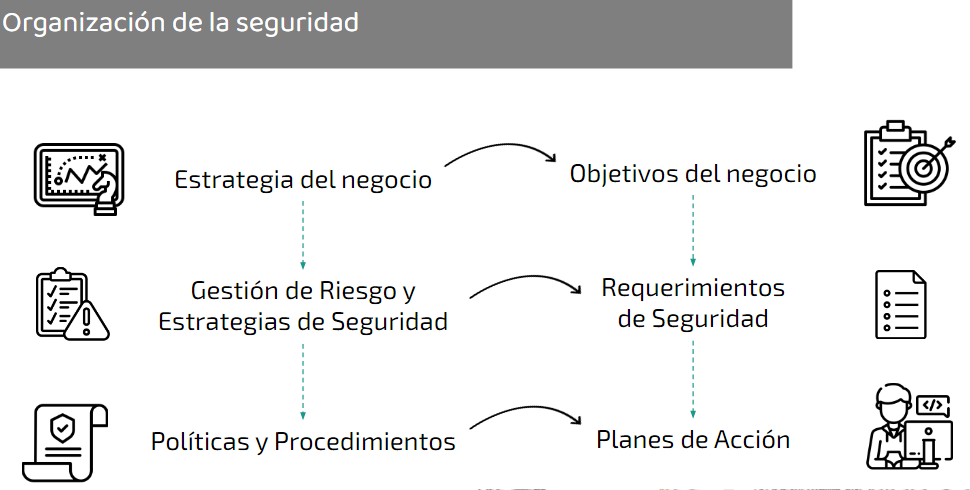 Organización de la seguridad
Estrategia del negocio
Objetivos del negocio
Gestión de Riesgo y
Estrategias de Seguridad
Requerimientos
de Seguridad
Políticas y Procedimientos
Planes de Acción